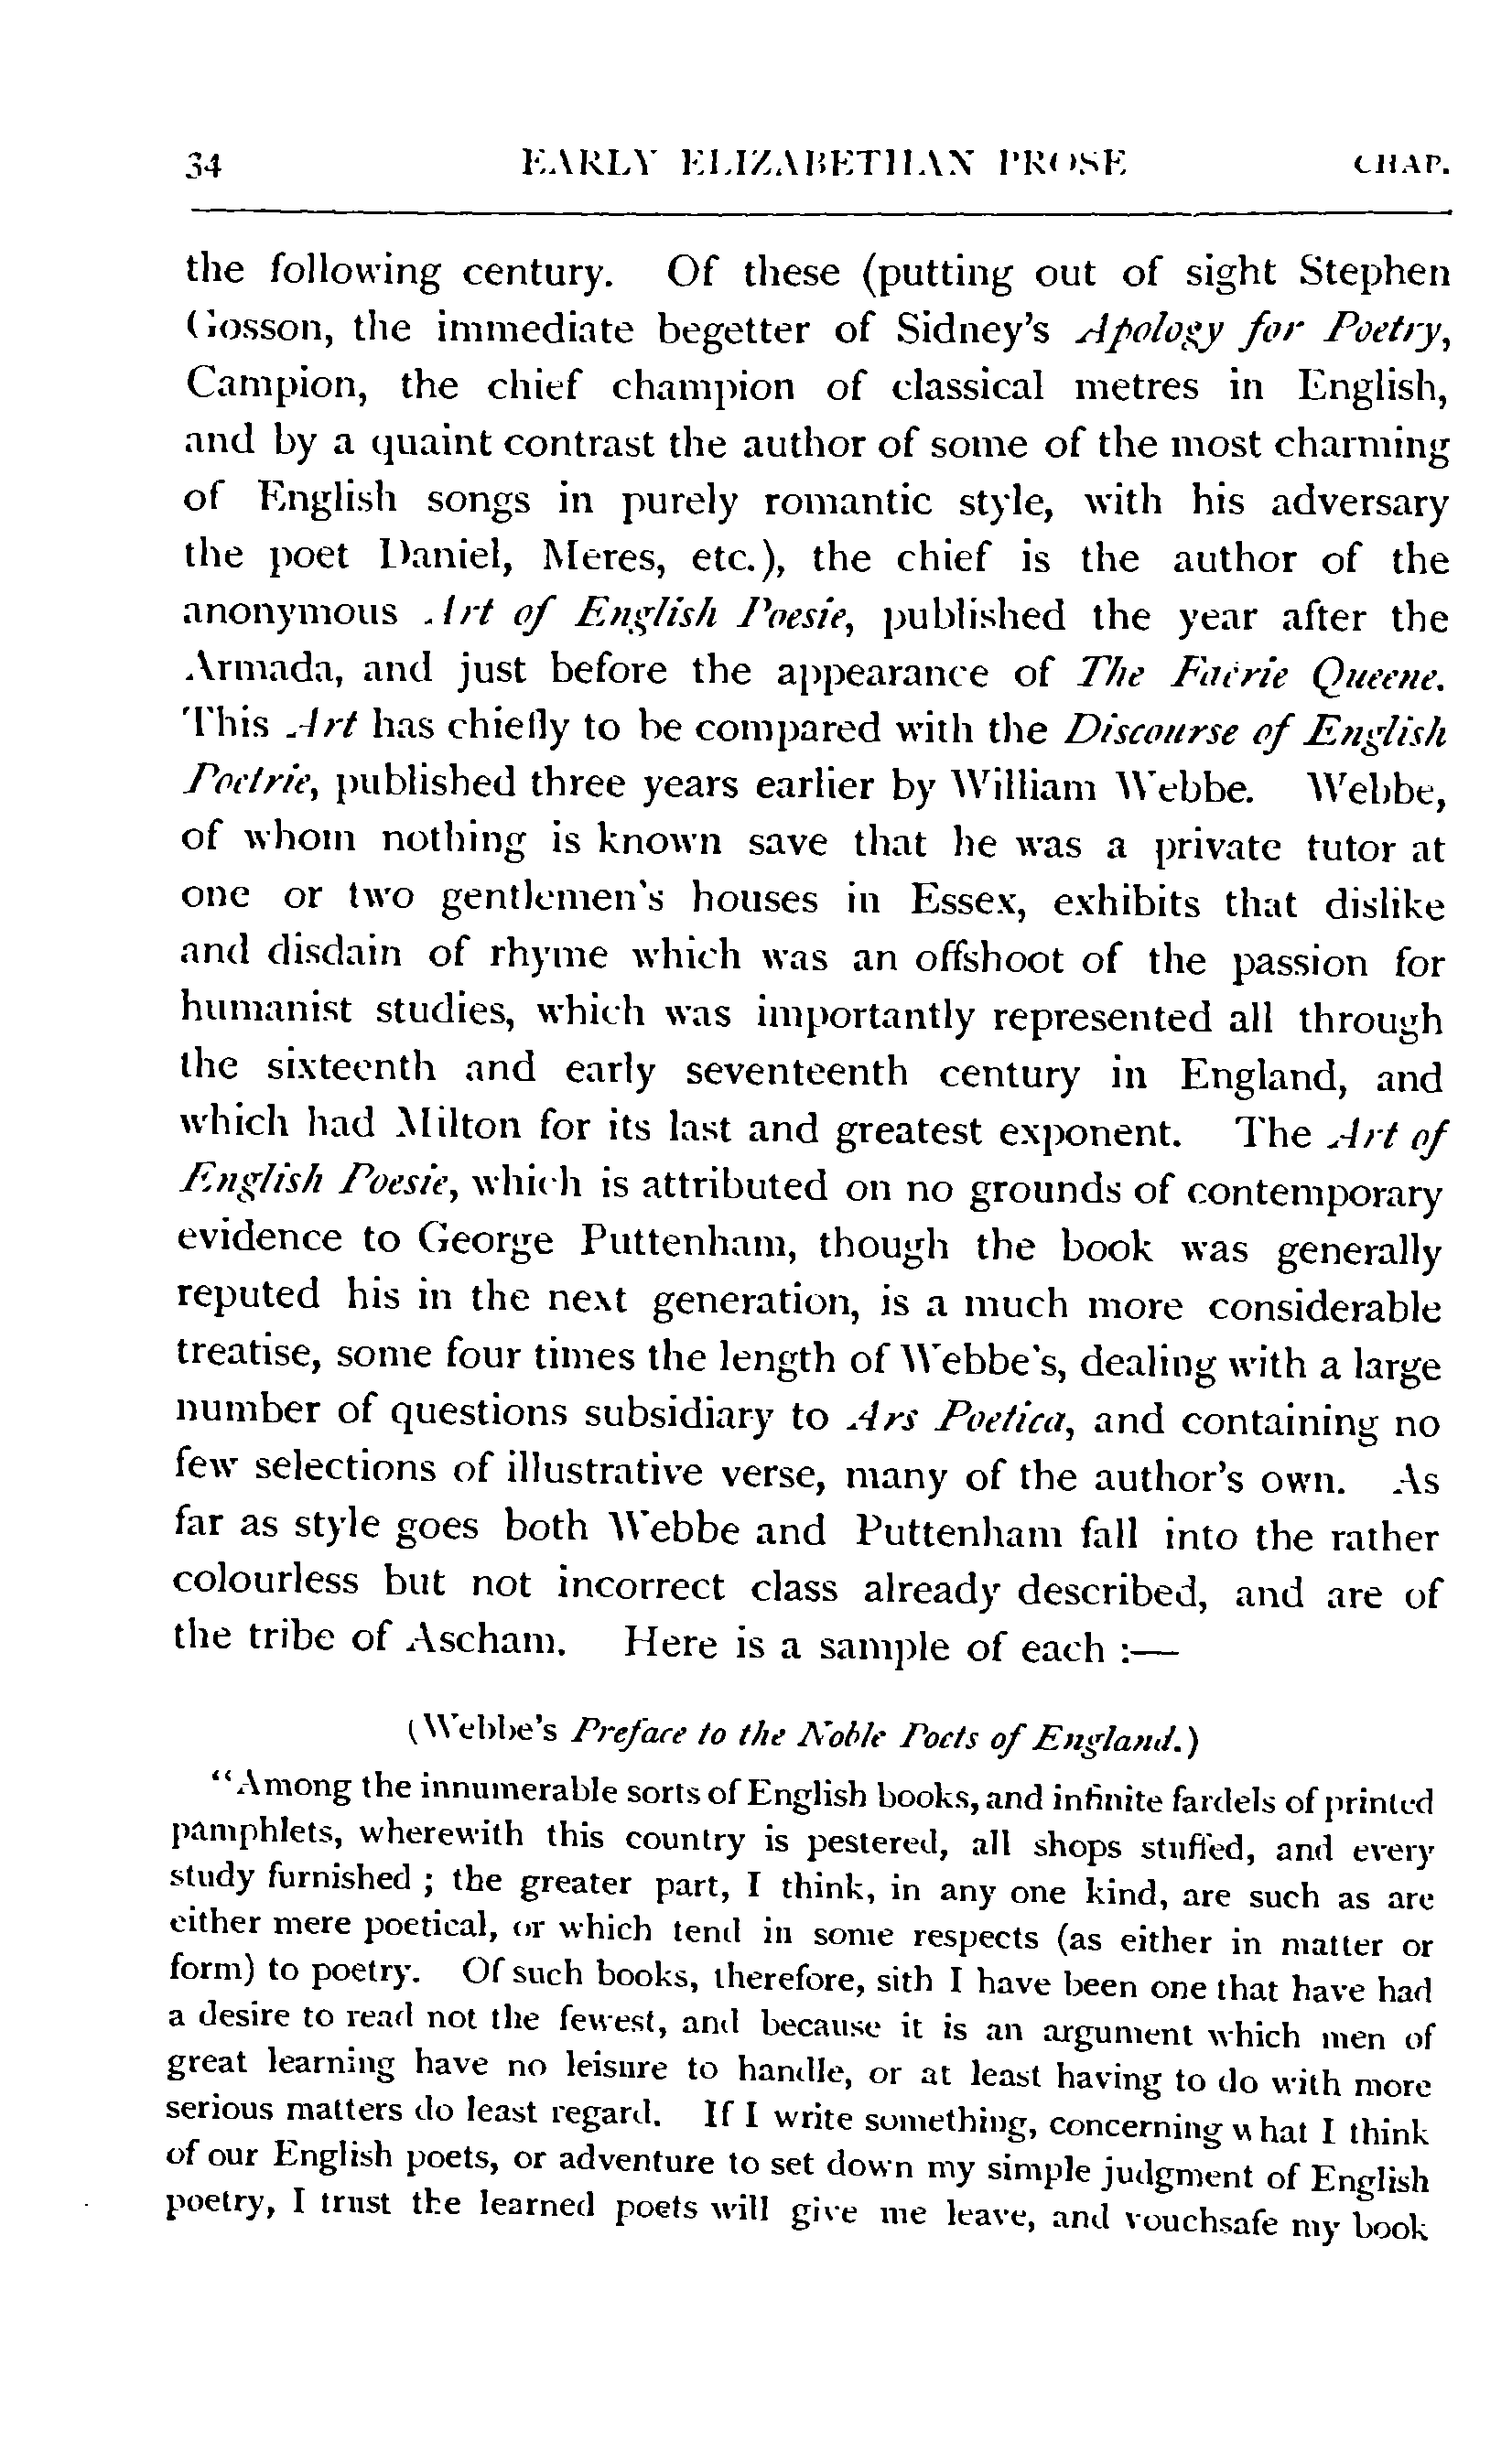 34 EARLY ELIZABETHAN PROSE CHAP.
the following century. Of these (putting out of sight Stephen
Gosson, the immediate begetter of Sidney's Apology for Poetry,
Campion, the chief champion of classical metres in English,
and by a quaint contrast the author of some of the most charming
of English songs in purely romantic style, with his adversary
the poet Daniel, Meres, etc.), the chief is the author of the
anonymous Art of English Poesie, published the year after the
Armada, and just before the appearance of The Faërie Queene.
This Art has chiefly to be compared with the Discourse of English
Poetrie, published three years earlier by William Webbe. Webbe,
of whom nothing is known save that he was a private tutor at
one or two gentlemen's houses in Essex, exhibits that dislike
and disdain of rhyme which was an offshoot of the passion for
humanist studies, which was importantly represented all through
the sixteenth and early seventeenth century in England, and
which had Milton for its last and greatest exponent. The Art of
English Poesie, which is attributed on no grounds of contemporary
evidence to George Puttenham, though the book was generally
reputed his in the next generation, is a much more considerable
treatise, some four times the length of Webbe's, dealing with a large
number of questions subsidiary to Ars Poetica, and containing no
few selections of illustrative verse, many of the author's own. As
far as style goes both Webbe and Puttenham fall into the rather
colourless but not incorrect class already described, and are of
the tribe of Ascham. Here is a sample of each :—
(Webbe's Preface to the Noble Poets of England.)
"Among the innumerable sorts of English books, and infinite fardels of printed
pamphlets, wherewith this country is pestered, all shops stuffed, and every
study furnished ; the greater part, I think, in any one kind, are such as are
either mere poetical, or which tend in some respects (as either in matter or
form) to poetry. Of such books, therefore, sith I have been one that have had
a desire to read not the fewest, and because it is an argument which men of
great learning have no leisure to handle, or at least having to do with more
serious matters do least regard. If I write something, concerning what I think
of our English poets, or adventure to set down my simple judgment of English
poetry, I trust the learned poets will give me leave, and vouchsafe my book